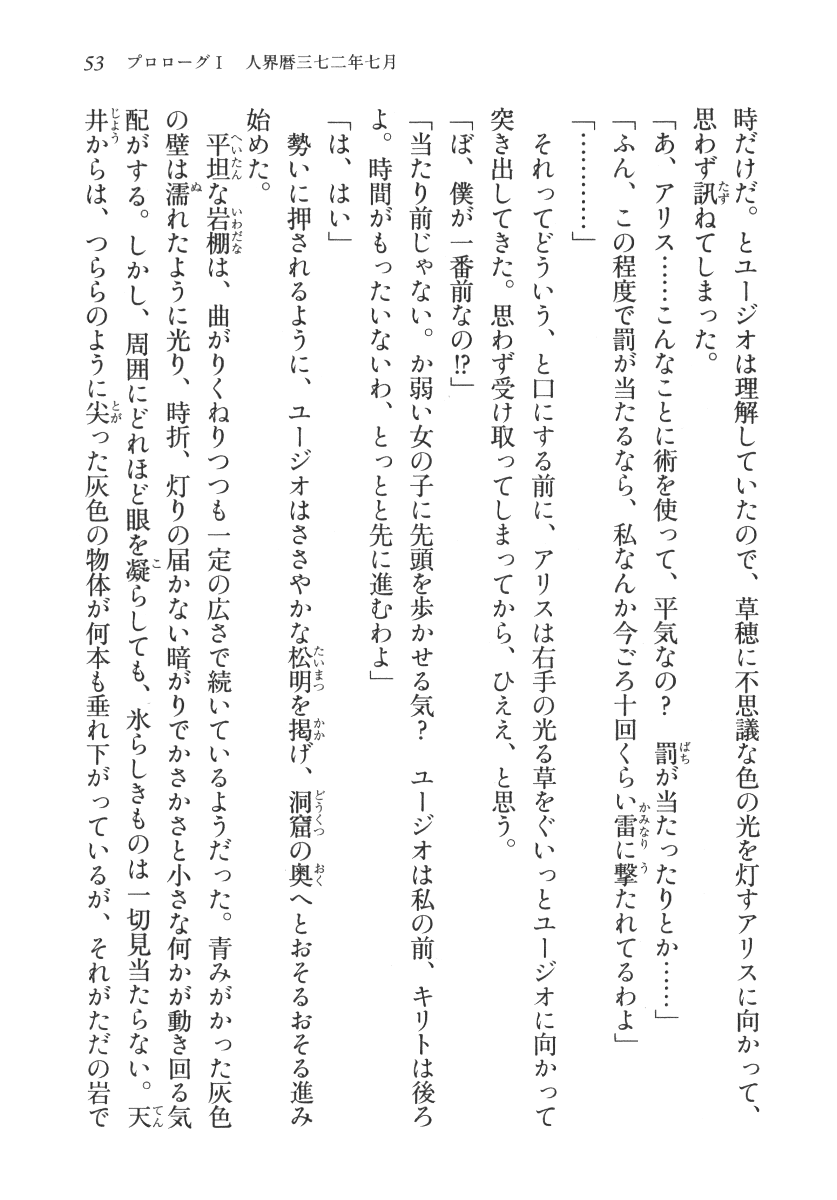 53　プロローグⅠ　人界暦三七二年七月
時だけだ。とユージオは理解していたので、草穂に不思議な色の光を灯すアリスに向かって、
思わず訊ねてしまった。
「あ、アリス……こんなことに術を使って、平気なの？　罰が当たったりとか……」
「ふん、この程度で罰が当たるなら、私なんか今ごろ十回くらい雷に撃たれてるわよ」
「…………」
　それってどういう、と口にする前に、アリスは右手の光る草をぐいっとユージオに向かって
突き出してきた。思わず受け取ってしまってから、ひええ、と思う。
「ぼ、僕が一番前なの!?」
「当たり前じゃない。か弱い女の子に先頭を歩かせる気？　ユージオは私の前、キリトは後ろ
よ。時間がもったいないわ、とっとと先に進むわよ」
「は、はい」
　勢いに押されるように、ユージオはささやかな松明を掲げ、洞窟の奥へとおそるおそる進み
始めた。
　平坦な岩棚は、曲がりくねりつつも一定の広さで続いているようだった。青みがかった灰色
の壁は濡れたように光り、時折、灯りの届かない暗がりでかさかさと小さな何かが動き回る気
配がする。しかし、周囲にどれほど眼を凝らしても、氷らしきものは一切見当たらない。天
井からは、つららのように尖った灰色の物体が何本も垂れ下がっているが、それがただの岩で